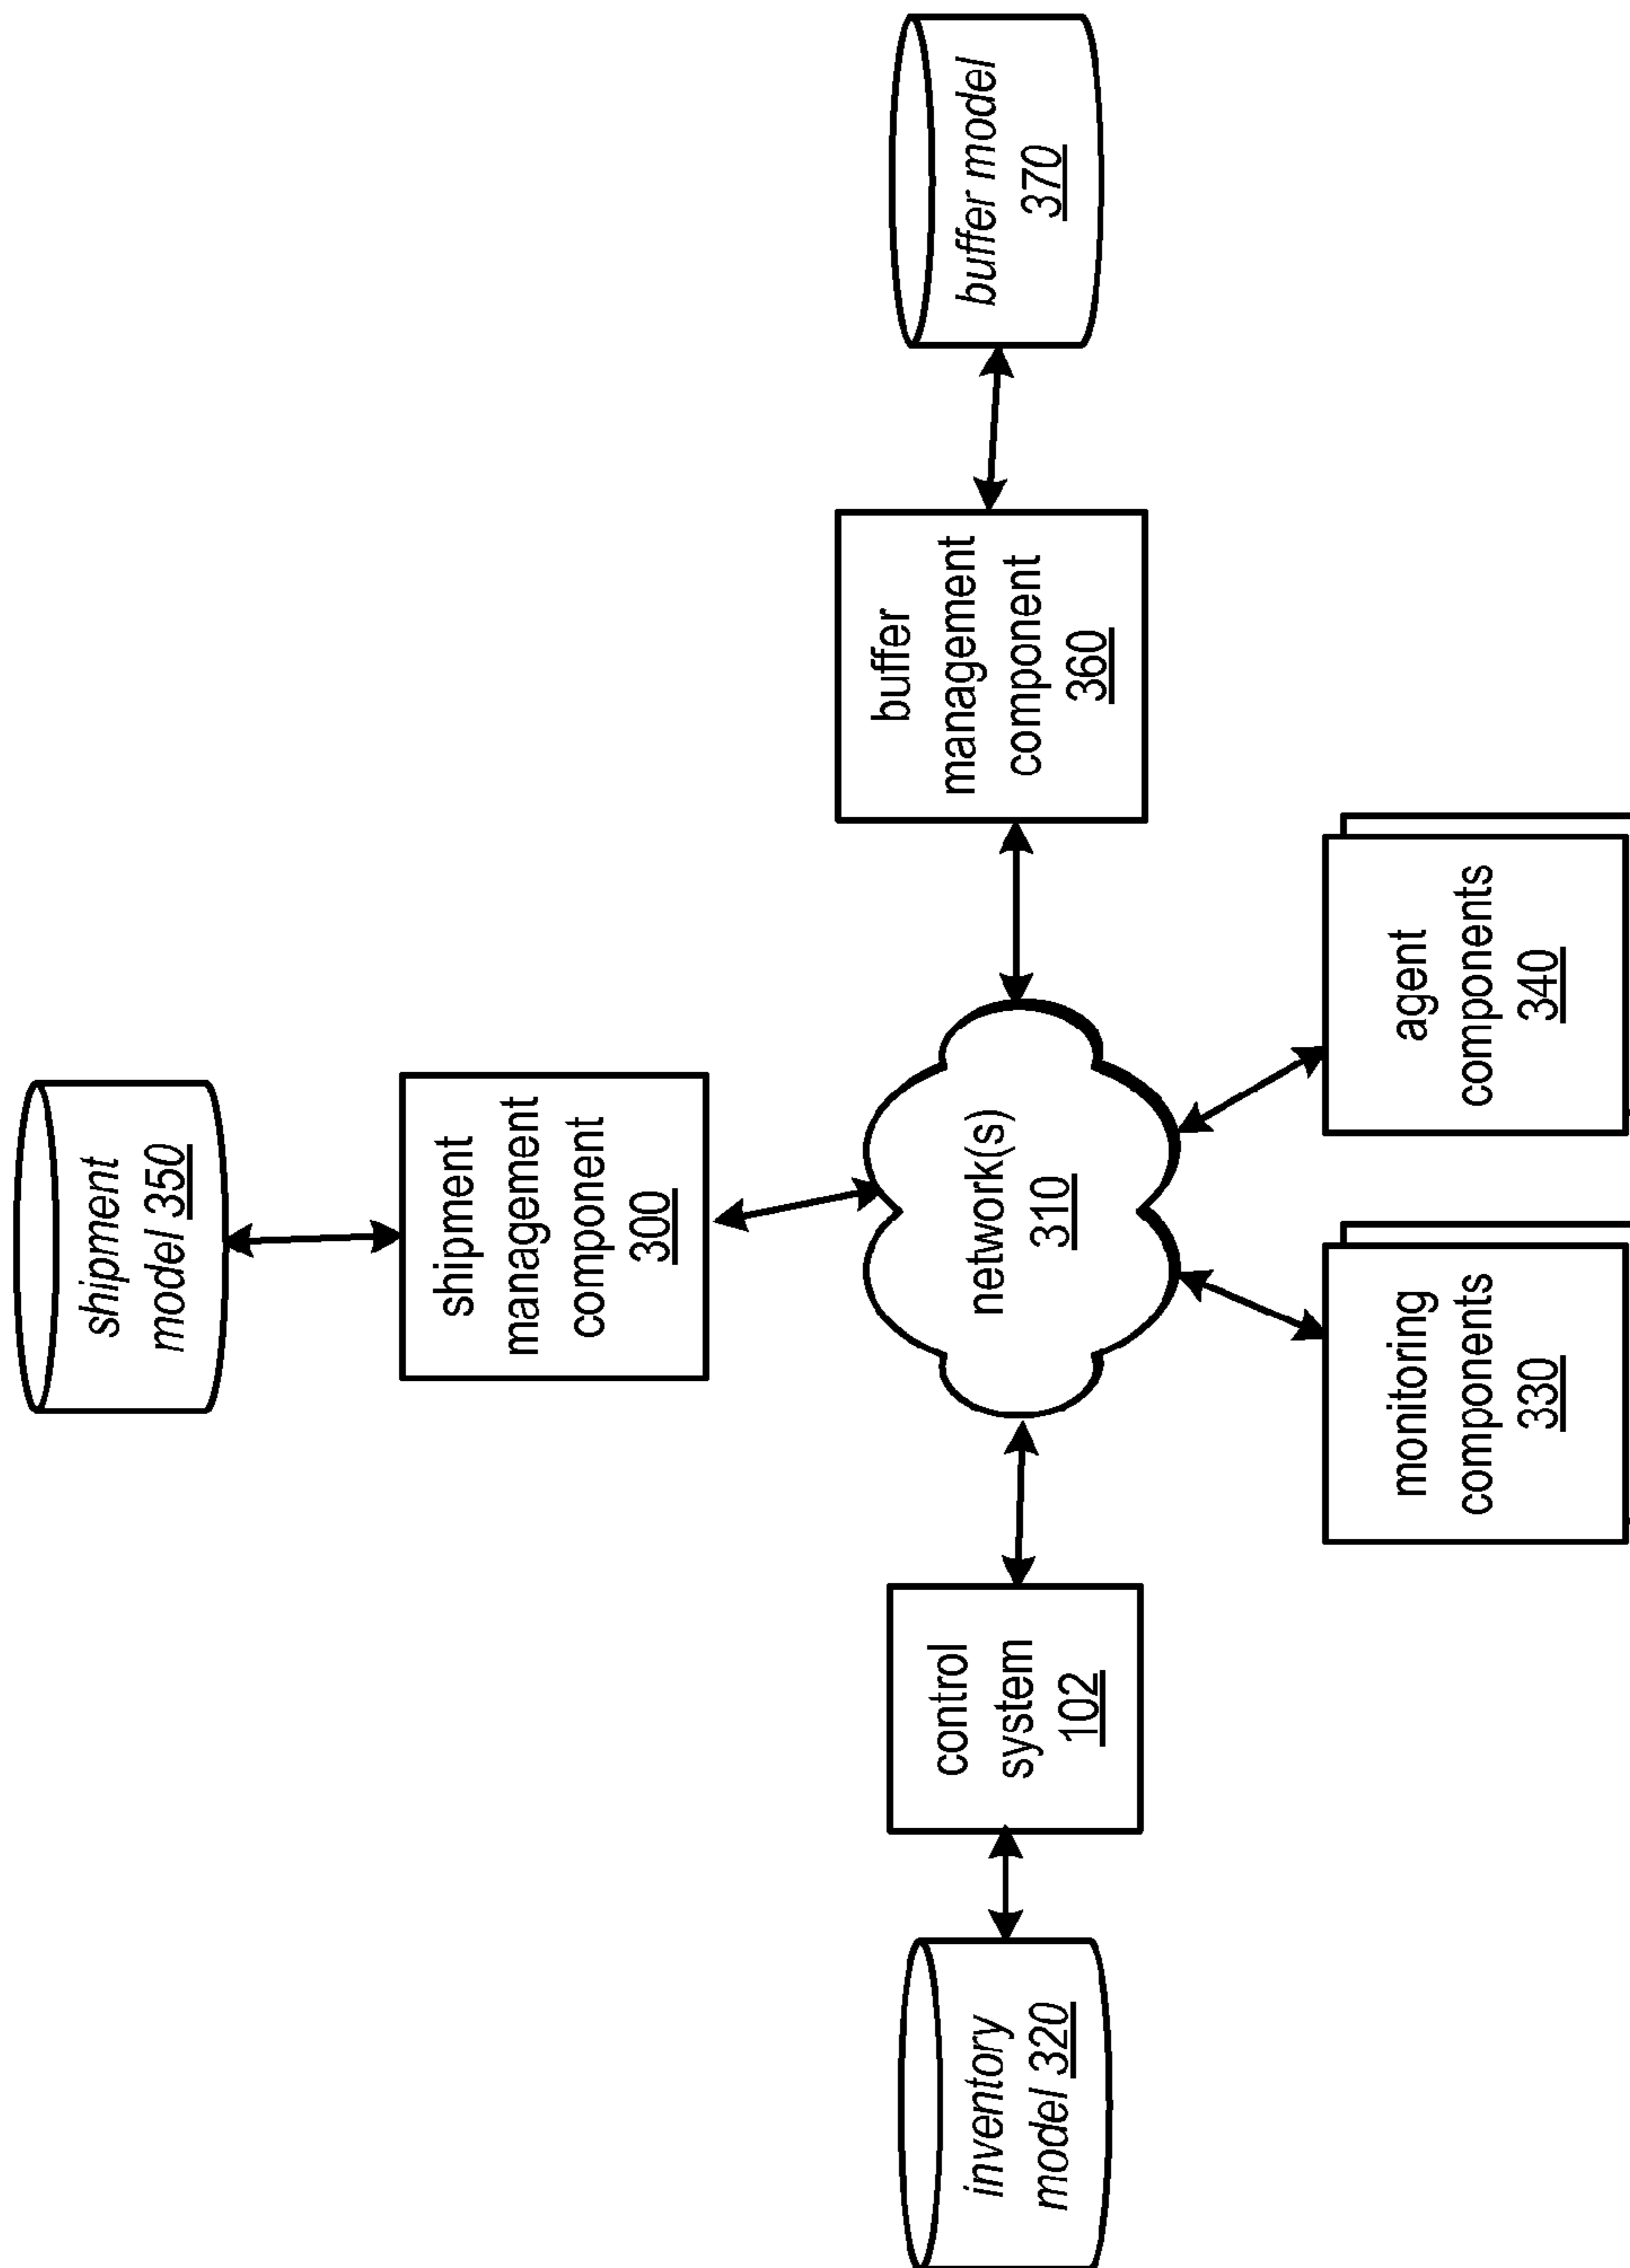 shipment
model 350
shipment
management
component
300
inventory
model 320
control
system
102
network(s)
310
buffer
management
component
360
buffer model
370
monitoring
components
330
agent
components
340